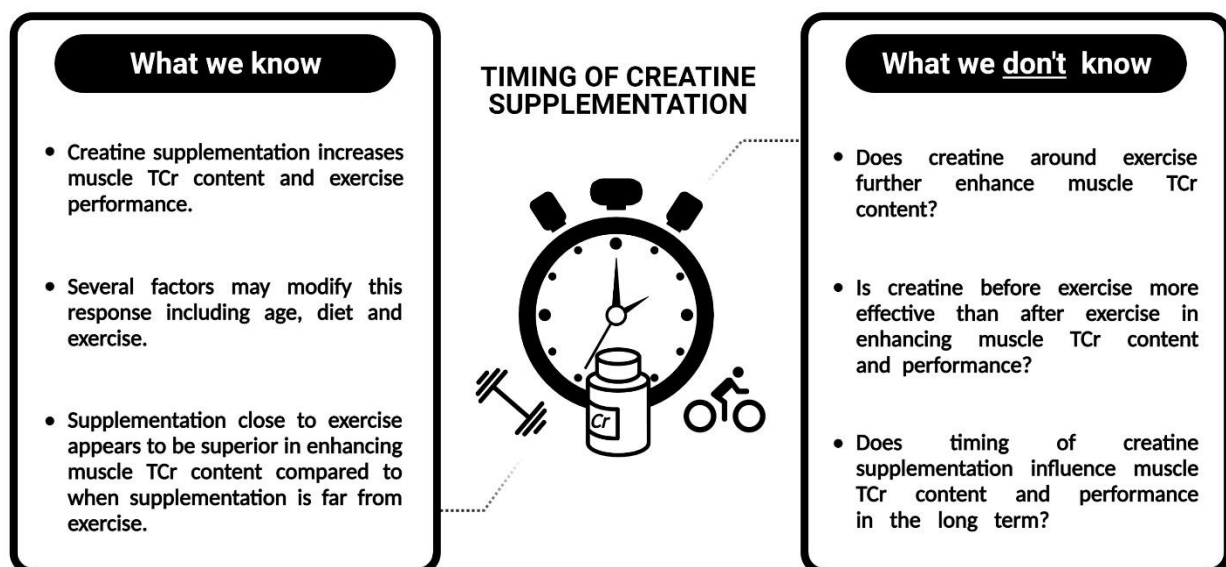 What we know
• Creatine supplementation increases
muscle TCr content and exercise
performance.
• Several factors may modify this
response including age, diet and
exercise.
• Supplementation close to exercise
appears to be superior in enhancing
muscle TCr content compared to
when supplementation is far from
exercise.
TIMING OF CREATINE
SUPPLEMENTATION
Cr
What we don't know
• Does creatine around exercise
further enhance muscle TCr
content?
• Is creatine before exercise more
effective than after exercise in
enhancing muscle TCr content
and performance?
• Does timing of creatine
supplementation influence muscle
TCr content and performance
in the long term?